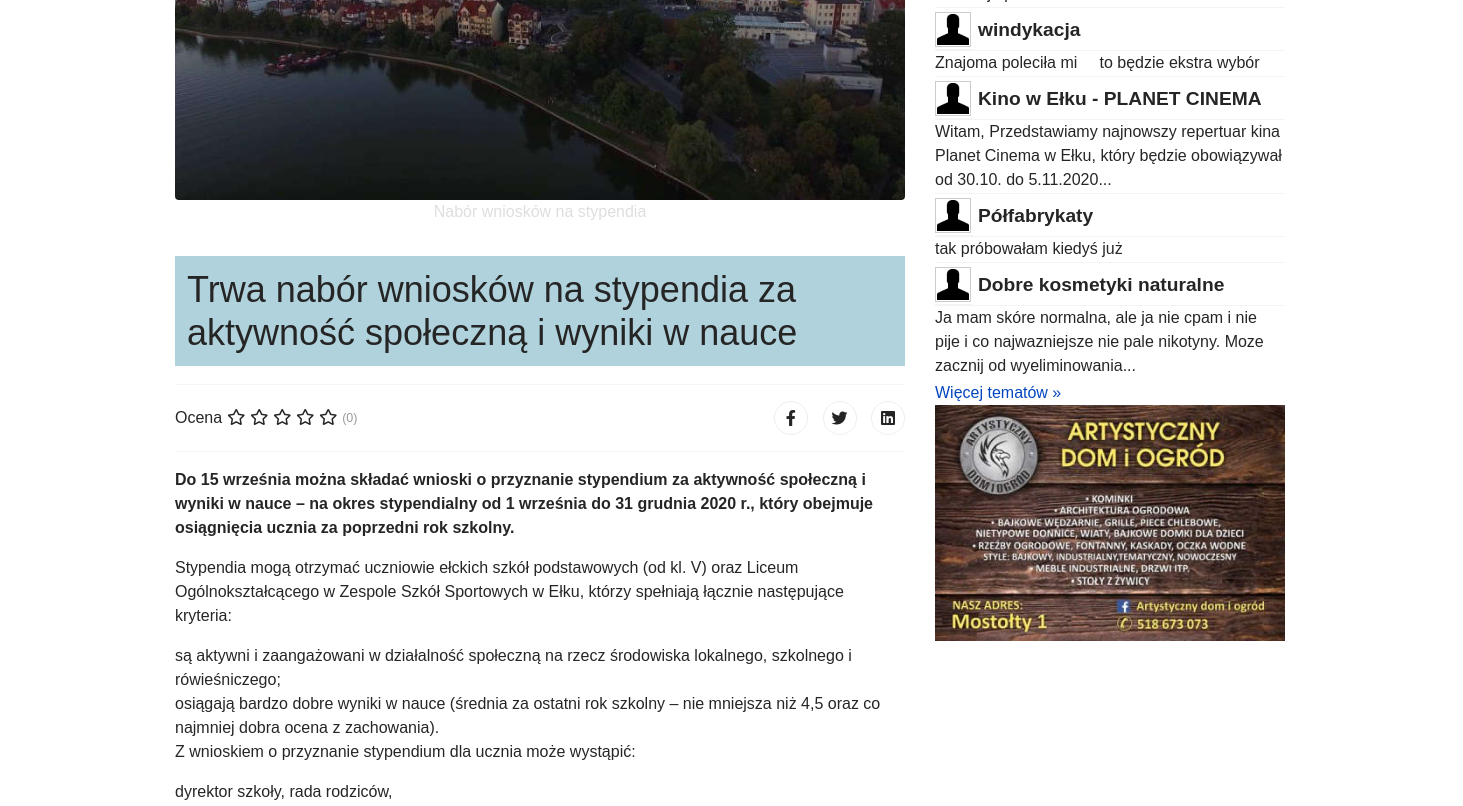 Nabór wniosków na stypendia
Trwa nabór wniosków na stypendia za
aktywność społeczną i wyniki w nauce
Ocena (0)
Do 15 września można składać wnioski o przyznanie stypendium za aktywność społeczną i
wyniki w nauce – na okres stypendialny od 1 września do 31 grudnia 2020 r., który obejmuje
osiągnięcia ucznia za poprzedni rok szkolny.
Stypendia mogą otrzymać uczniowie ełckich szkół podstawowych (od kl. V) oraz Liceum
Ogólnokształcącego w Zespole Szkół Sportowych w Ełku, którzy spełniają łącznie następujące
kryteria:
są aktywni i zaangażowani w działalność społeczną na rzecz środowiska lokalnego, szkolnego i
rówieśniczego;
osiągają bardzo dobre wyniki w nauce (średnia za ostatni rok szkolny – nie mniejsza niż 4,5 oraz co
najmniej dobra ocena z zachowania).
Z wnioskiem o przyznanie stypendium dla ucznia może wystąpić:
dyrektor szkoły, rada rodziców,
windykacja
Znajoma poleciła mi to będzie ekstra wybór
Kino w Ełku - PLANET CINEMA
Witam, Przedstawiamy najnowszy repertuar kina
Planet Cinema w Ełku, który będzie obowiązywał
od 30.10. do 5.11.2020...
Półfabrykaty
tak próbowałam kiedyś już
Dobre kosmetyki naturalne
Ja mam skóre normalna, ale ja nie cpam i nie
pije i co najwazniejsze nie pale nikotyny. Moze
zacznij od wyeliminowania...
Więcej tematów »
ARTYSTYCZNY
DOM I OGRÓD
ARTYSTYCZNY
DOM i OGRÓD
• KOMINKI
• ARCHITEKTURA OGRODOWA
• BAJKOWE WĘDZARNIE, GRILLE, PIECE CHLEBOWE,
NIETYPOWE DONNICE, WIATY, BAJKOWE DOMKI DLA DZIECI
• RZEŹBY OGRODOWE, FONTANNY, KASKADY, OCZKA WODNE
STYLE: BAJKOWY, INDUSTRIALNY,TEMATYCZNY, NOWOCZESNY
• MEBLE INDUSTRIALNE, DRZWI ITP.
• STOŁY Z ŻYWICY
NASZ ADRES:
Mostołty 1
Artystyczny dom i ogród
518 673 073